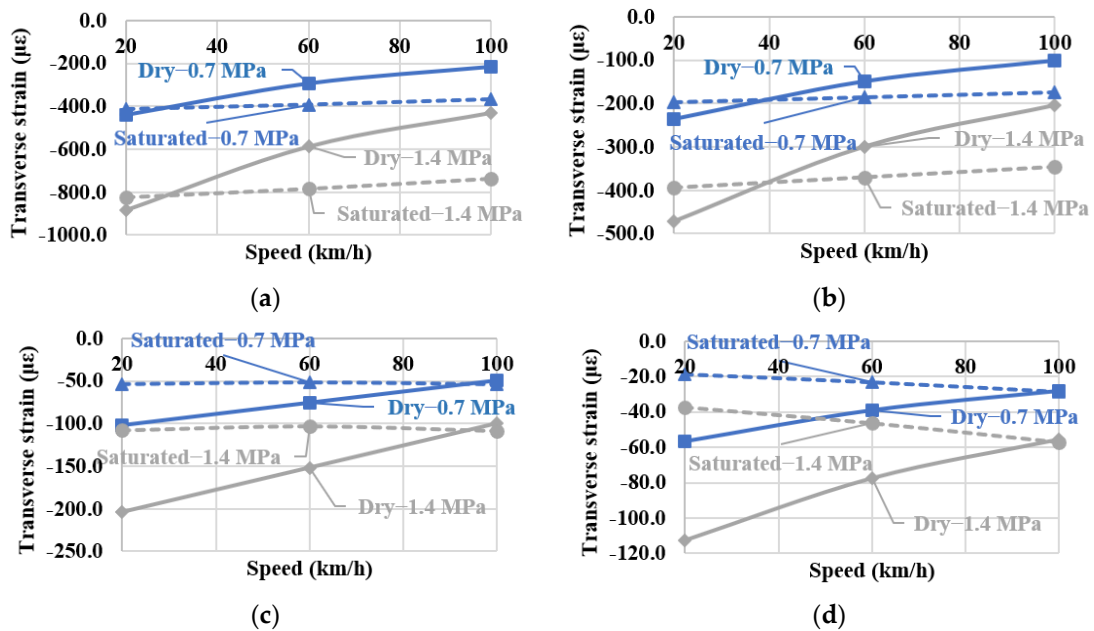 0.0
20 40 60 80 100
-200.0
-400.0
-600.0
-800.0
-1000.0
Transverse strain (με)
Dry−0.7 MPa
Saturated−0.7 MPa
Dry−1.4 MPa
Saturated−1.4 MPa
Speed (km/h)
(a)
0.0
20 40 60 80 100
-100.0
-200.0
-300.0
-400.0
-500.0
Transverse strain (με)
Dry−0.7 MPa
Saturated−0.7 MPa
Dry−1.4 MPa
Saturated−1.4 MPa
Speed (km/h)
(b)
0.0
20 40 60 80 100
-50.0
-100.0
-150.0
-200.0
-250.0
Transverse strain (με)
Saturated−0.7 MPa
Dry−0.7 MPa
Saturated−1.4 MPa
Dry−1.4 MPa
Speed (km/h)
(c)
0.0
20 40 60 80 100
-20.0
-40.0
-60.0
-80.0
-100.0
-120.0
Transverse strain (με)
Saturated−0.7 MPa
Dry−0.7 MPa
Saturated−1.4 MPa
Dry−1.4 MPa
Speed (km/h)
(d)